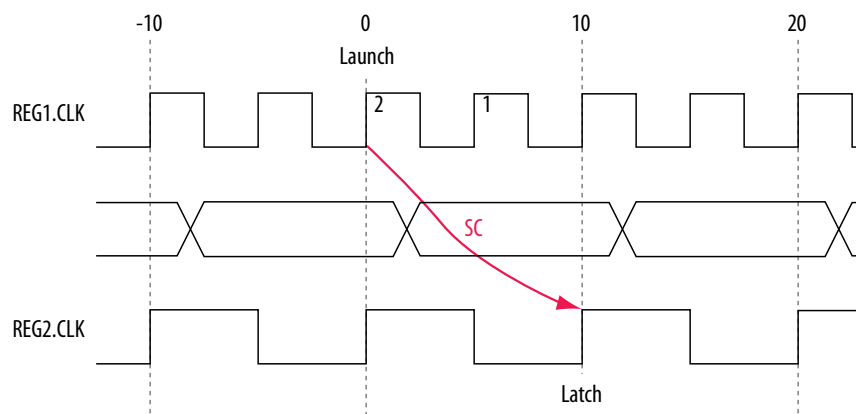 -10 0 10 20
Launch
REG1.CLK 2 1
SC
REG2.CLK
Latch